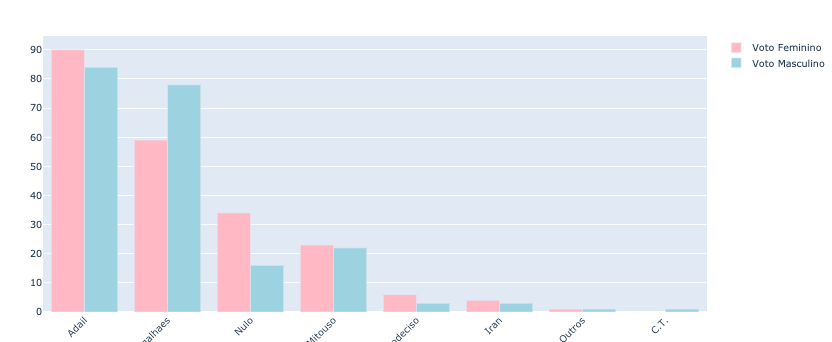 Voto Feminino
Voto Masculino
90
80
70
60
50
40
30
20
10
0
Adail
Nulo
Mitouso
Iran
Outros
C.T.